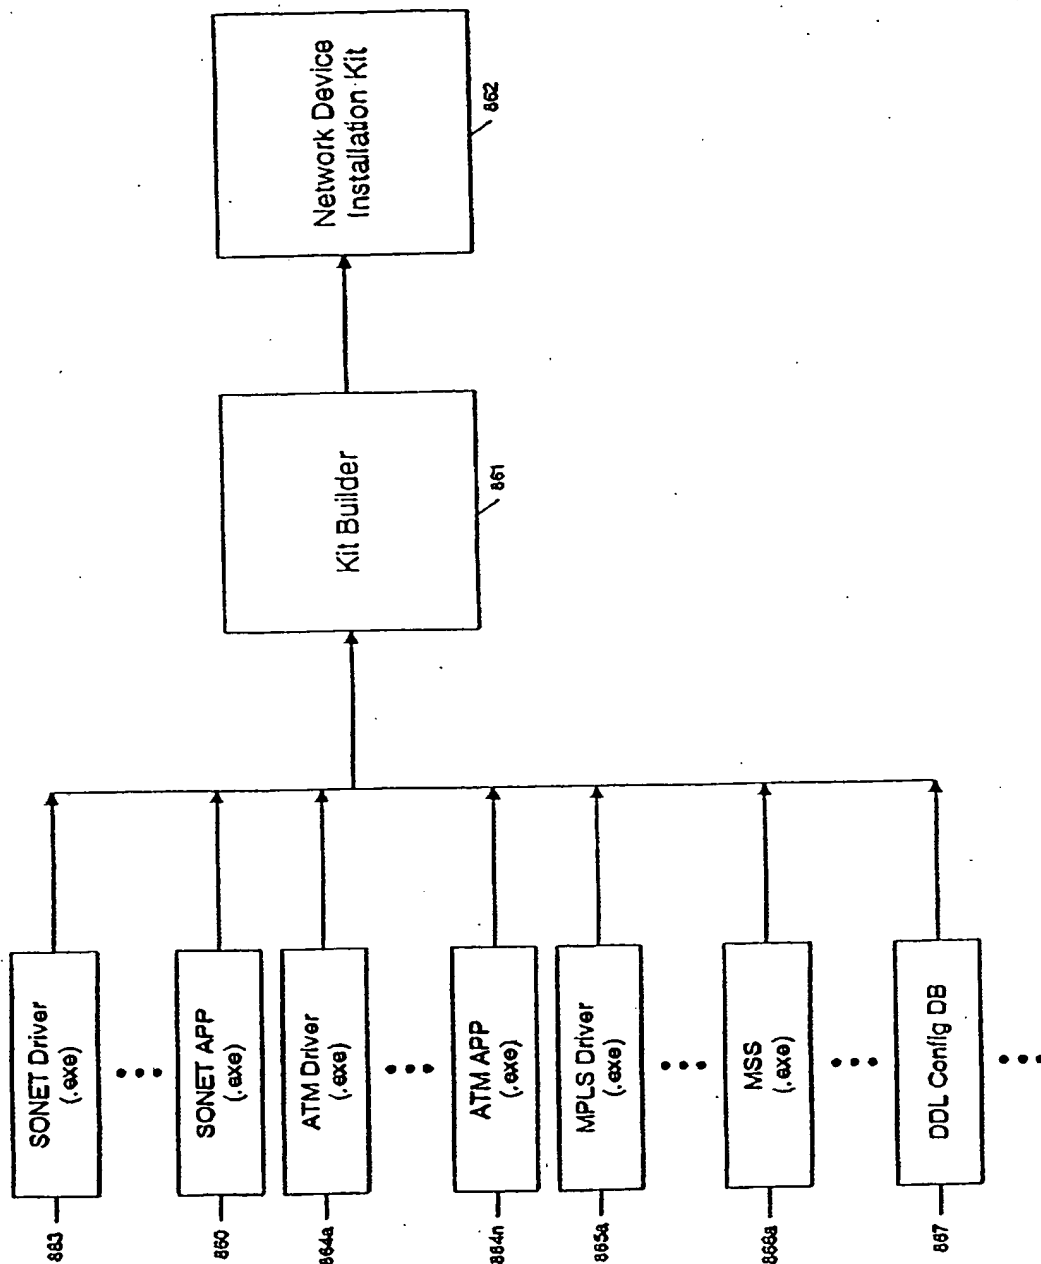 Network Device
Installation Kit
862
Kit Builder
861
SONET Driver
(.exe)
863
SONET APP
(.exe)
860
ATM Driver
(.exe)
864a
ATM APP
(.exe)
864n
MPLS Driver
(.exe)
865a
MSS
(.exe)
866a
DDL Config DB
867